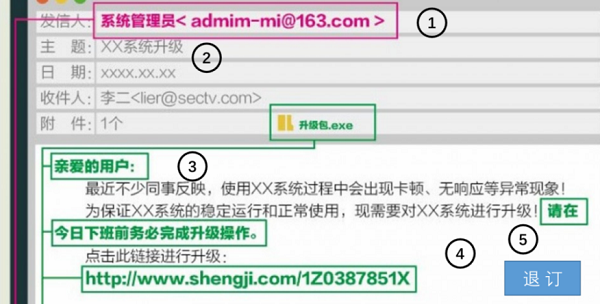 发信人：系统管理员< admim-mi@163.com > ①
主 题：XX系统升级 ②
日 期：xxxx.xx.xx
收件人：李二<lier@sectv.com>
附 件：1个 升级包.exe
亲爱的用户： ③
最近不少同事反映，使用XX系统过程中会出现卡顿、无响应等异常现象！
为保证XX系统的稳定运行和正常使用，现需要对XX系统进行升级！请在
今日下班前务必完成升级操作。 ⑤
点击此链接进行升级： ④
http://www.shengji.com/1Z0387851X 退 订